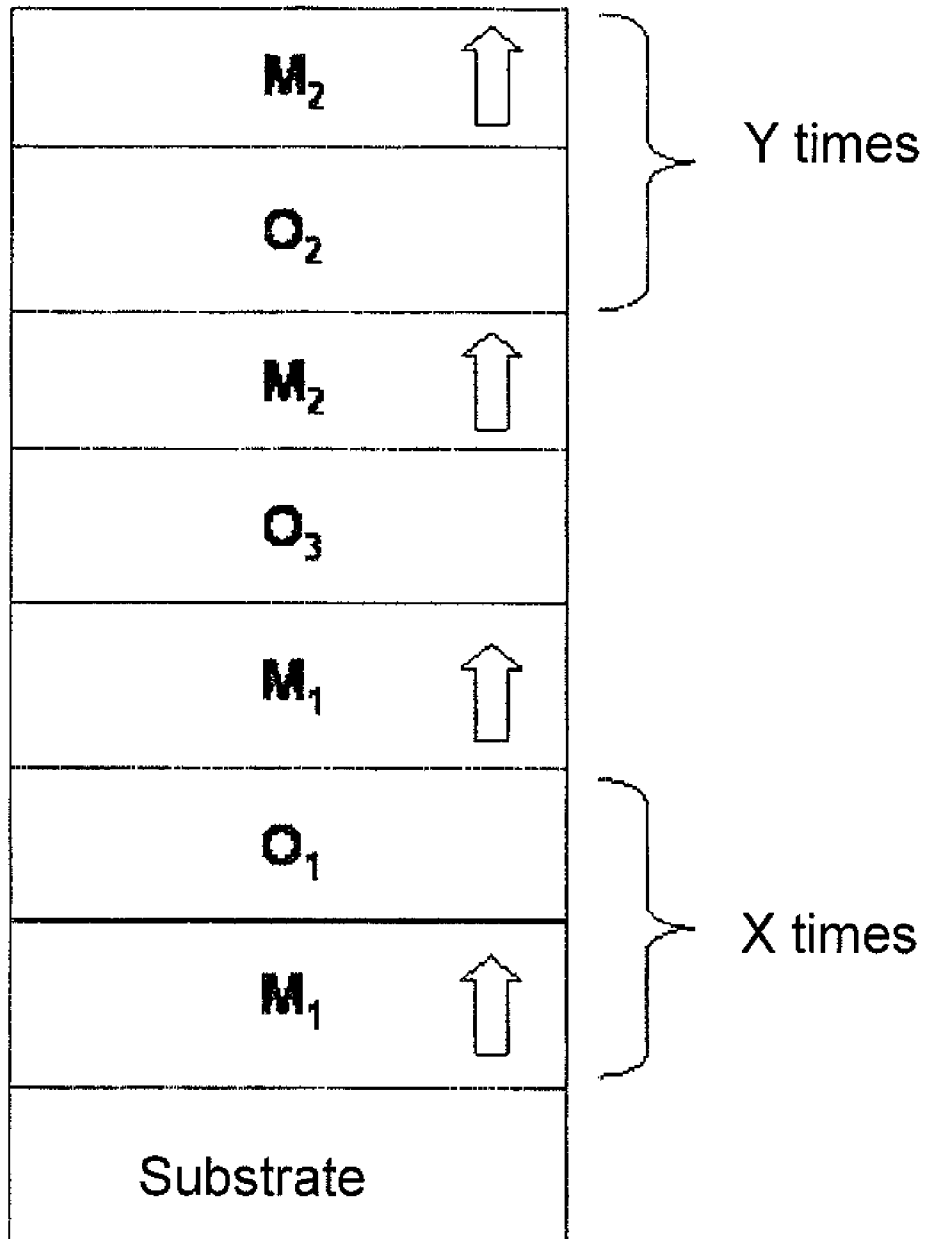 M₂
Y times
O₂
M₂
O₃
M₁
O₁
X times
M₁
Substrate